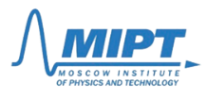 MIPT
MOSCOW INSTITUTE
OF PHYSICS AND TECHNOLOGY